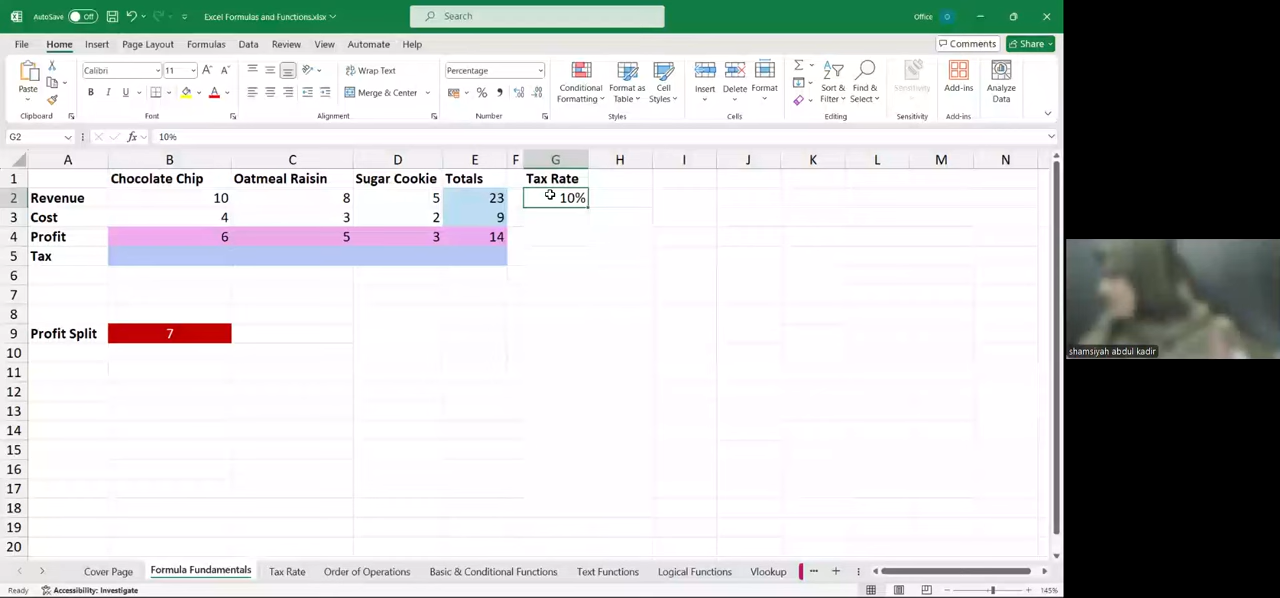 AutoSave Off Excel Formulas and Functions.xlsx Search Office O
File Home Insert Page Layout Formulas Data Review View Automate Help Comments Share
Paste Calibri 11 Wrap Text Percentage Conditional Formatting Format as Table Cell Styles Insert Delete Format Sort & Filter Find & Select Sensitivity Add-ins Analyze Data
B I U Merge & Center
Clipboard Font Alignment Number Styles Cells Editing Sensitivity Add-ins
G2 fx 10%
A B C D E F G H I J K L M N
1 Chocolate Chip Oatmeal Raisin Sugar Cookie Totals Tax Rate
2 Revenue 10 8 5 23 10%
3 Cost 4 3 2 9
4 Profit 6 5 3 14
5 Tax
6
7
8
9 Profit Split 7
10
11
12
13
14
15
16
17
18
19
20
shamsiyah abdul kadir
Cover Page Formula Fundamentals Tax Rate Order of Operations Basic & Conditional Functions Text Functions Logical Functions Vlookup
Ready Accessibility: Investigate 145%